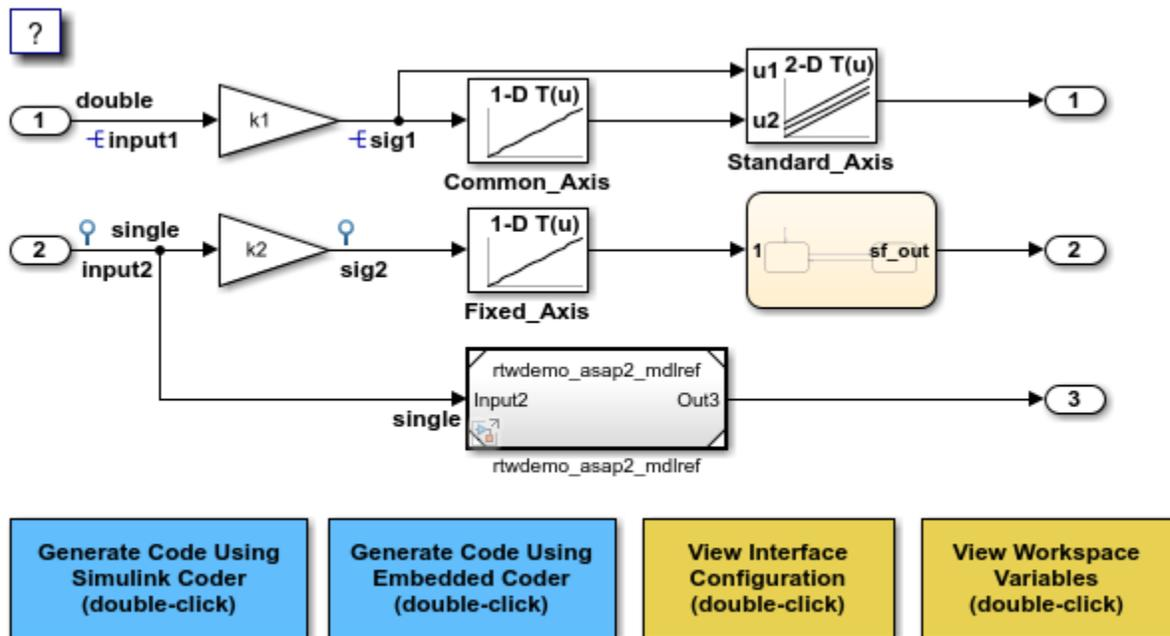 ?
double
1
input1
k1
sig1
1-D T(u)
Common_Axis
u1 2-D T(u)
u2
Standard_Axis
1
2
single
input2
k2
sig2
1-D T(u)
Fixed_Axis
1
sf_out
2
rtwdemo_asap2_mdlref
Input2
Out3
single
rtwdemo_asap2_mdlref
3
Generate Code Using
Simulink Coder
(double-click)
Generate Code Using
Embedded Coder
(double-click)
View Interface
Configuration
(double-click)
View Workspace
Variables
(double-click)